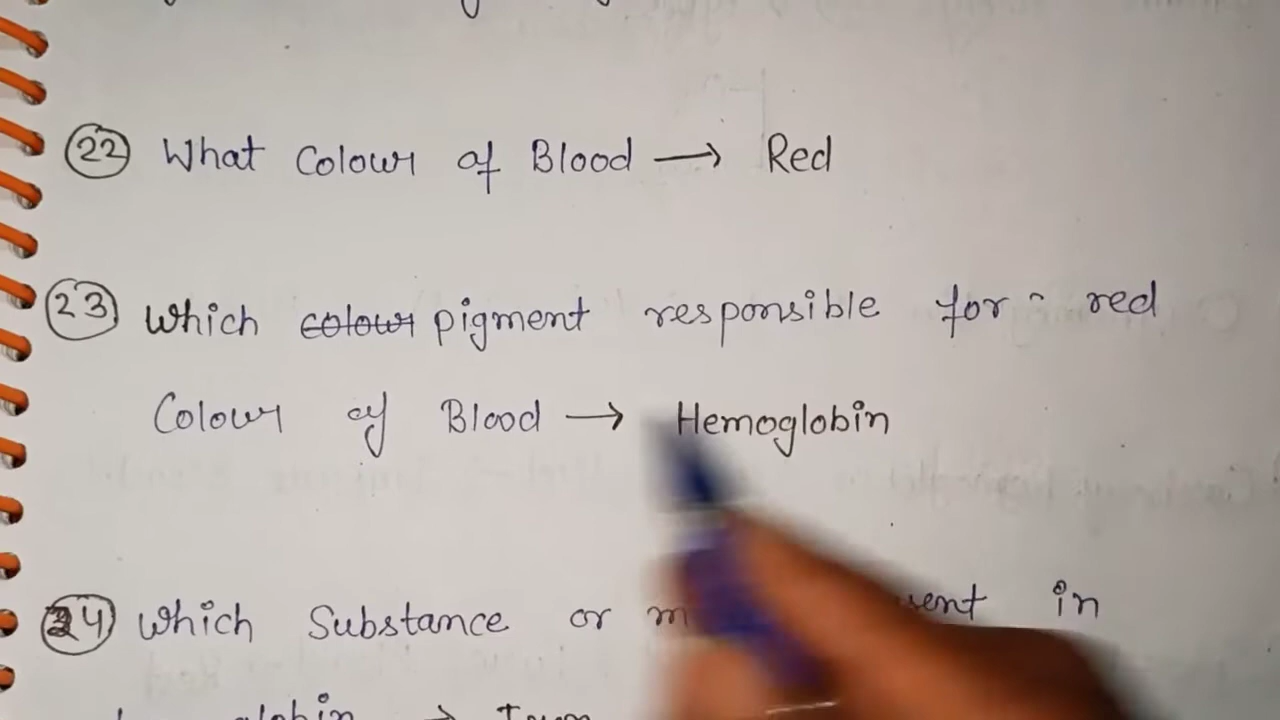 22 What Colour of Blood → Red
23 Which colour pigment responsible for red
Colour of Blood → Hemoglobin
24 Which Substance or in